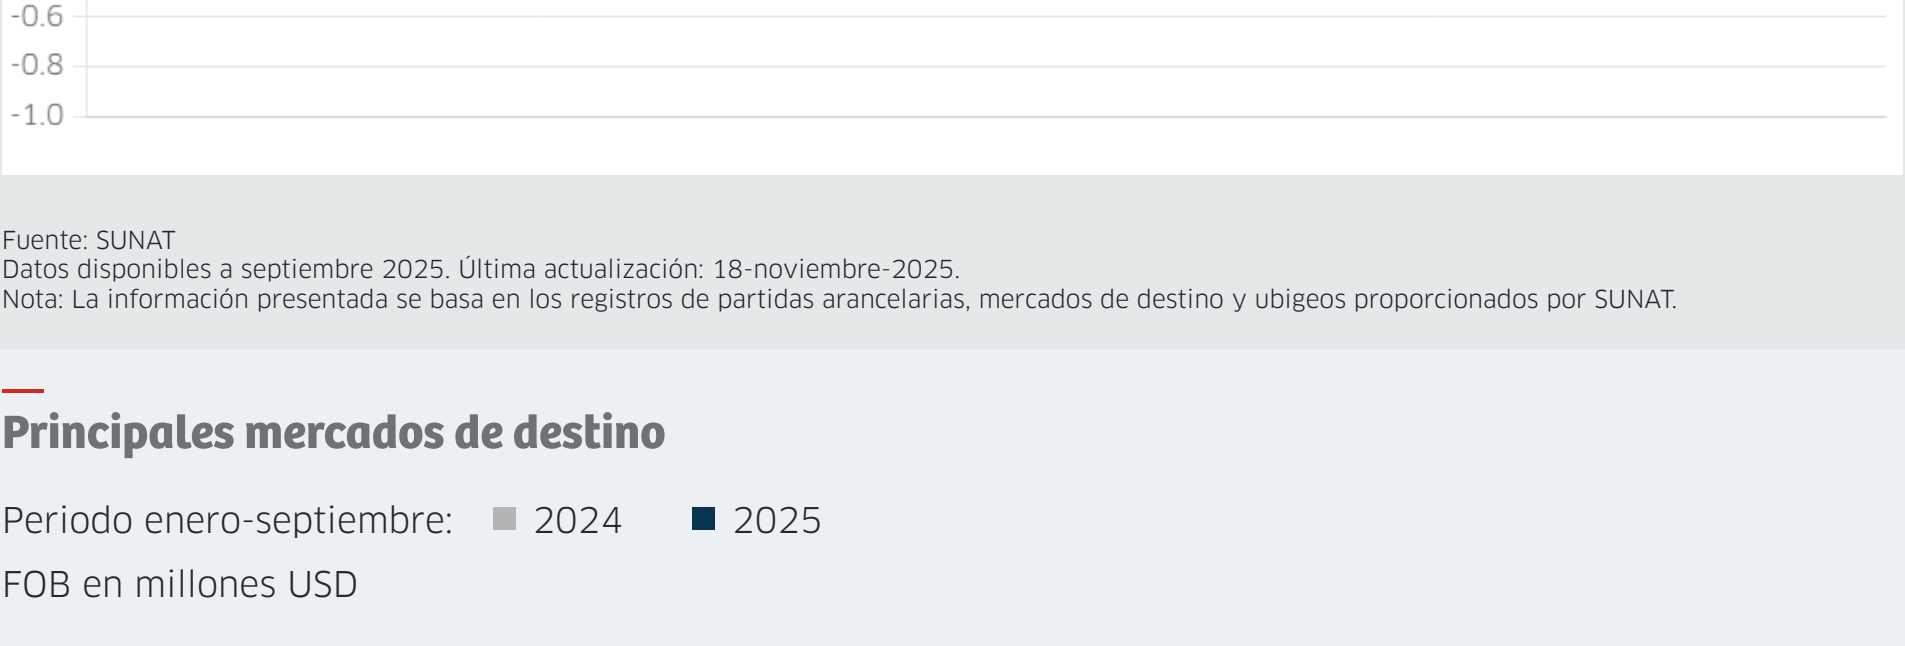 -0.6
-0.8
-1.0
Fuente: SUNAT
Datos disponibles a septiembre 2025. Última actualización: 18-noviembre-2025.
Nota: La información presentada se basa en los registros de partidas arancelarias, mercados de destino y ubigeos proporcionados por SUNAT.
Principales mercados de destino
Periodo enero-septiembre: 2024 2025
FOB en millones USD